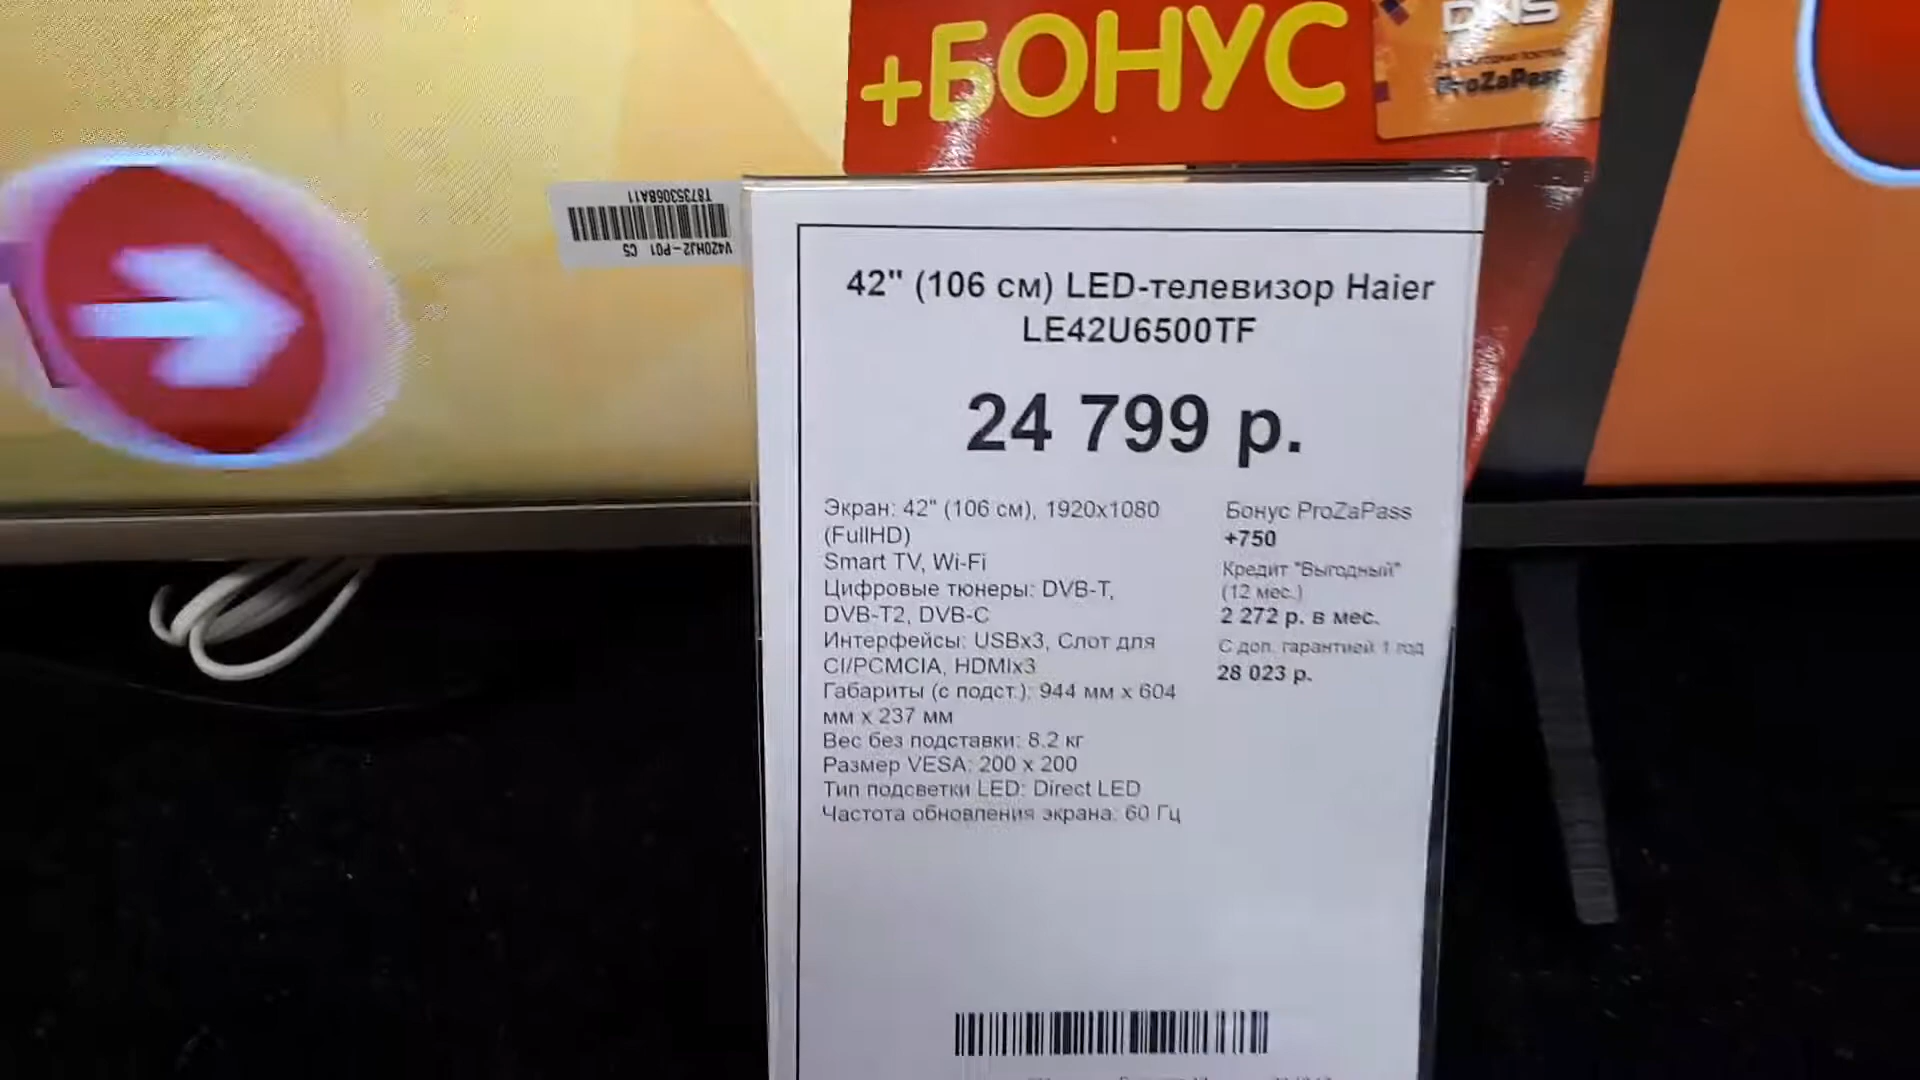 +БОНУС
DNS
ProZaPass
T873530688A11
V420HJ2-P01 C5
42" (106 см) LED-телевизор Haier
LE42U6500TF
24 799 р.
Экран: 42" (106 см), 1920x1080
(FullHD)
Smart TV, Wi-Fi
Цифровые тюнеры: DVB-T,
DVB-T2, DVB-C
Интерфейсы: USBx3, Слот для
CI/PCMCIA, HDMIx3
Габариты (с подст.): 944 мм x 604
мм x 237 мм
Вес без подставки: 8.2 кг
Размер VESA: 200 x 200
Тип подсветки LED: Direct LED
Частота обновления экрана: 60 Гц
Бонус ProZaPass
+750
Кредит "Выгодный"
(12 мес.)
2 272 р. в мес.
С доп. гарантией 1 год
28 023 р.